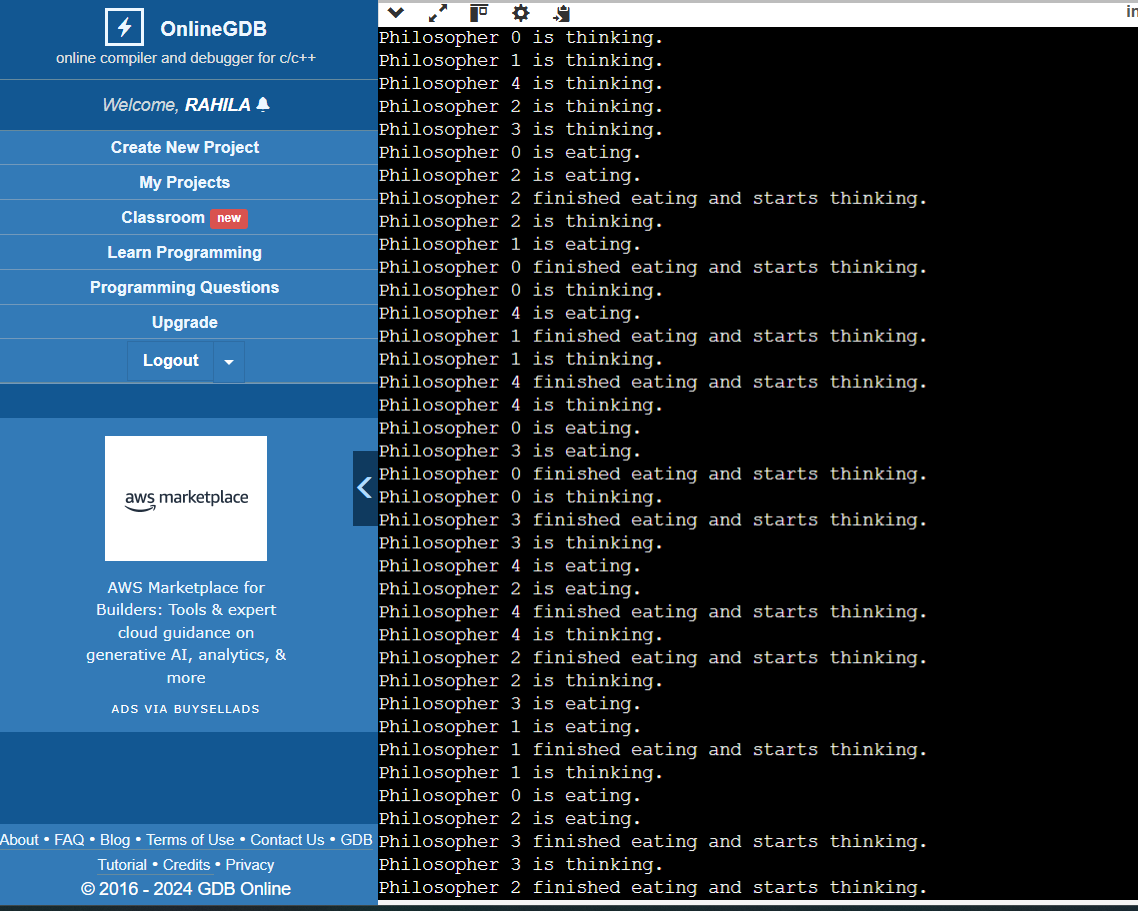 OnlineGDB
online compiler and debugger for c/c++
Welcome, RAHILA
Create New Project
My Projects
Classroom new
Learn Programming
Programming Questions
Upgrade
Logout
aws marketplace
AWS Marketplace for
Builders: Tools & expert
cloud guidance on
generative AI, analytics, &
more
ADS VIA BUYSELLADS
About • FAQ • Blog • Terms of Use • Contact Us • GDB
Tutorial • Credits • Privacy
© 2016 - 2024 GDB Online
Philosopher 0 is thinking.
Philosopher 1 is thinking.
Philosopher 4 is thinking.
Philosopher 2 is thinking.
Philosopher 3 is thinking.
Philosopher 0 is eating.
Philosopher 2 is eating.
Philosopher 2 finished eating and starts thinking.
Philosopher 2 is thinking.
Philosopher 1 is eating.
Philosopher 0 finished eating and starts thinking.
Philosopher 0 is thinking.
Philosopher 4 is eating.
Philosopher 1 finished eating and starts thinking.
Philosopher 1 is thinking.
Philosopher 4 finished eating and starts thinking.
Philosopher 4 is thinking.
Philosopher 0 is eating.
Philosopher 3 is eating.
Philosopher 0 finished eating and starts thinking.
Philosopher 0 is thinking.
Philosopher 3 finished eating and starts thinking.
Philosopher 3 is thinking.
Philosopher 4 is eating.
Philosopher 2 is eating.
Philosopher 4 finished eating and starts thinking.
Philosopher 4 is thinking.
Philosopher 2 finished eating and starts thinking.
Philosopher 2 is thinking.
Philosopher 3 is eating.
Philosopher 1 is eating.
Philosopher 1 finished eating and starts thinking.
Philosopher 1 is thinking.
Philosopher 0 is eating.
Philosopher 2 is eating.
Philosopher 3 finished eating and starts thinking.
Philosopher 3 is thinking.
Philosopher 2 finished eating and starts thinking.